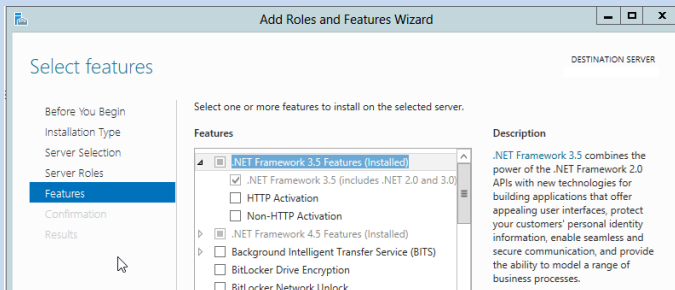 Add Roles and Features Wizard
Select features
DESTINATION SERVER
Before You Begin
Installation Type
Server Selection
Server Roles
Features
Confirmation
Results
Select one or more features to install on the selected server.
Features
.NET Framework 3.5 Features (Installed)
.NET Framework 3.5 (includes .NET 2.0 and 3.0)
HTTP Activation
Non-HTTP Activation
.NET Framework 4.5 Features (Installed)
Background Intelligent Transfer Service (BITS)
BitLocker Drive Encryption
BitLocker Network Unlock
Description
.NET Framework 3.5 combines the
power of the .NET Framework 2.0
APIs with new technologies for
building applications that offer
appealing user interfaces, protect
your customers' personal identity
information, enable seamless and
secure communication, and provide
the ability to model a range of
business processes.